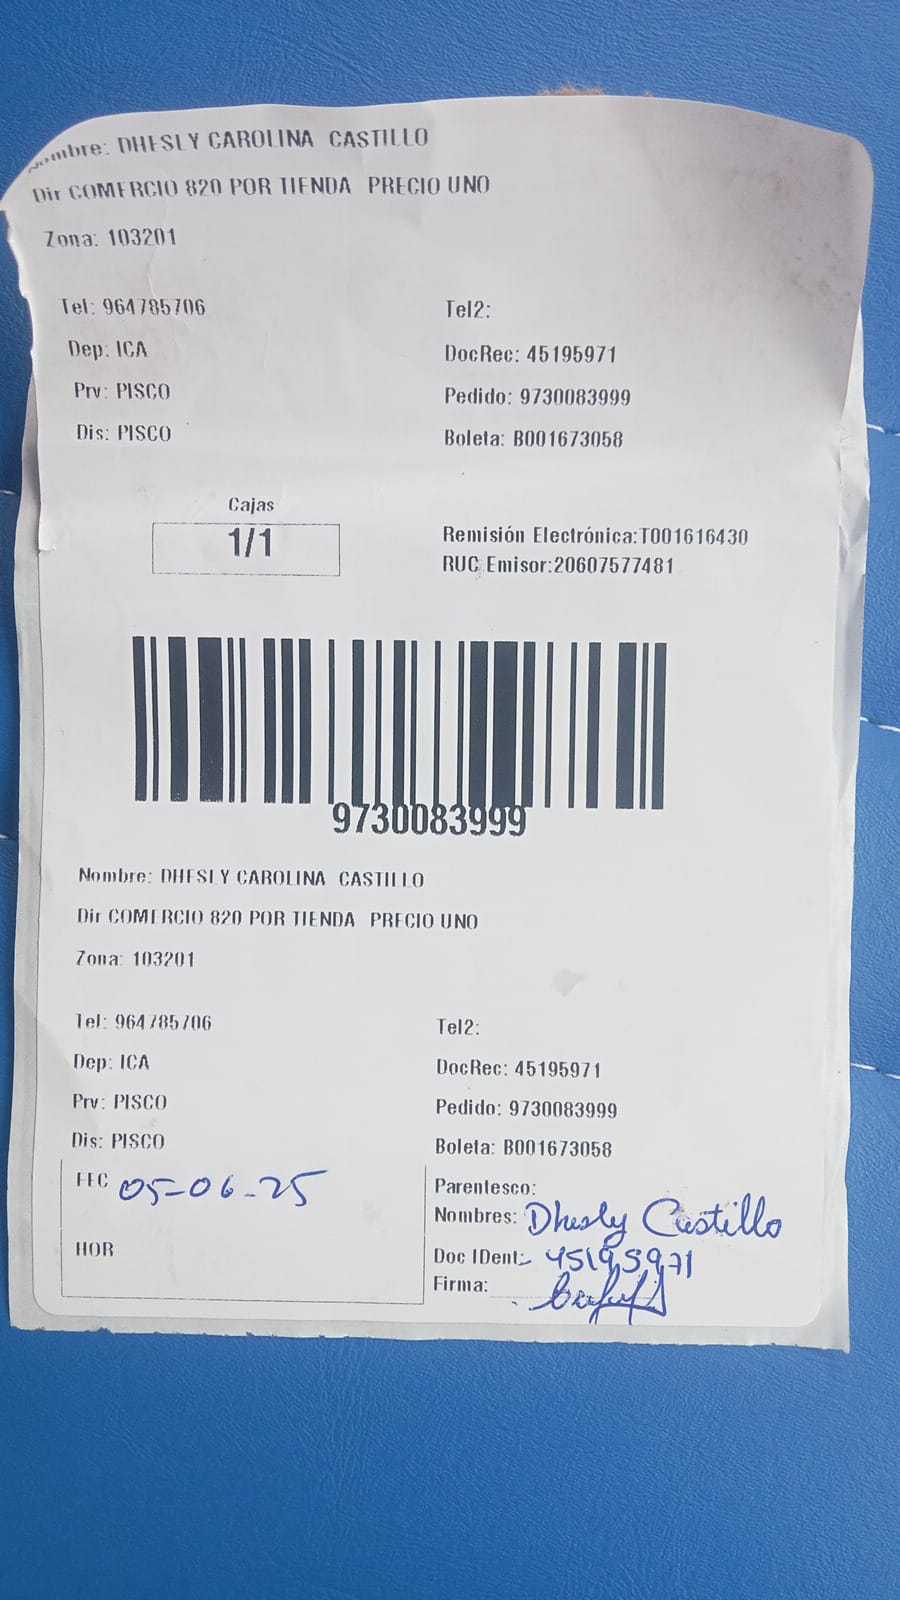 Nombre: DHESLY CAROLINA CASTILLO
Dir COMERCIO 820 POR TIENDA PRECIO UNO
Zona: 103201
Tel: 964785706 Tel2:
Dep: ICA DocRec: 45195971
Prv: PISCO Pedido: 9730083999
Dis: PISCO Boleta: B001673058
Cajas
1/1
Remisión Electrónica:T001616430
RUC Emisor:20607577481
9730083999
Nombre: DHESLY CAROLINA CASTILLO
Dir COMERCIO 820 POR TIENDA PRECIO UNO
Zona: 103201
Tel: 964785706 Tel2:
Dep: ICA DocRec: 45195971
Prv: PISCO Pedido: 9730083999
Dis: PISCO Boleta: B001673058
FEC 05-06-25
Parentesco:
Nombres: Dhesly Castillo
HOR
Doc IDent: 45195971
Firma: